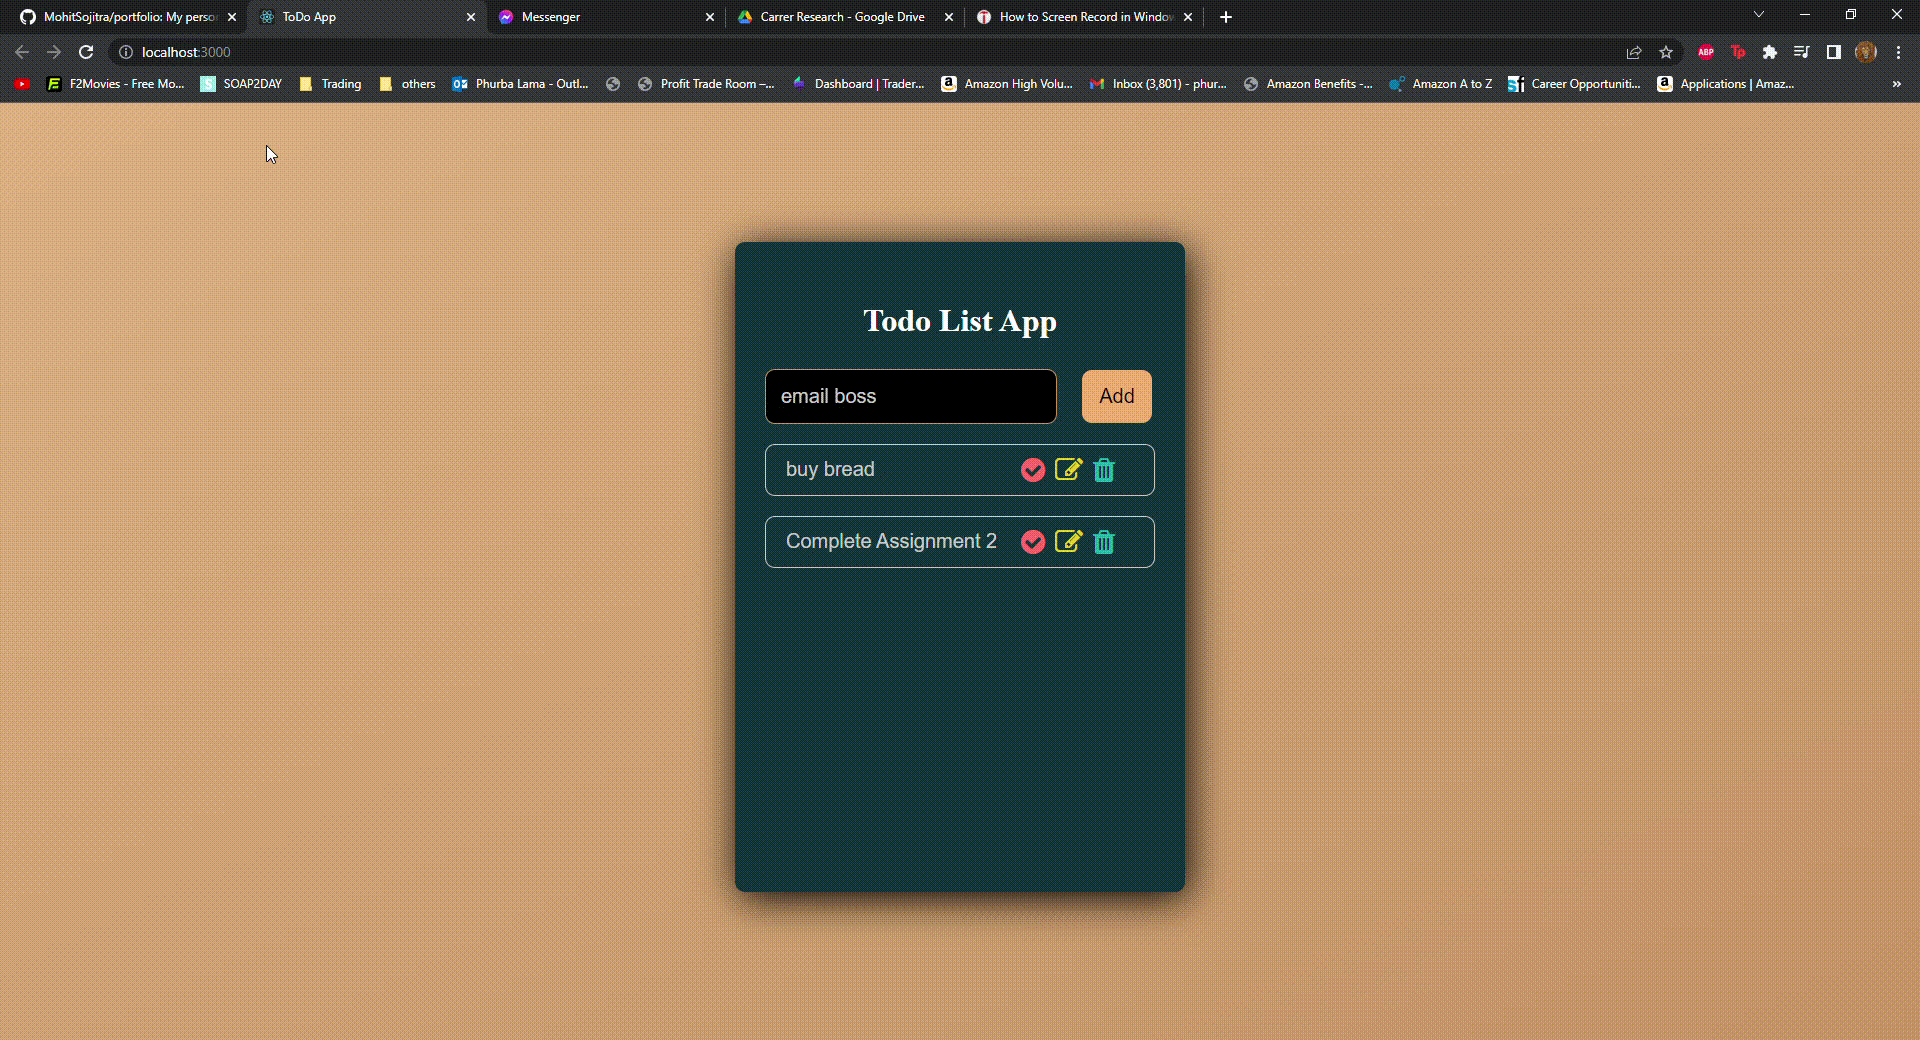 MohitSojitra/portfolio: My perso
ToDo App
Messenger
Carrer Research - Google Drive
How to Screen Record in Window
localhost:3000
ABP
Tp
F2Movies - Free Mo...
SOAP2DAY
Trading
others
Phurba Lama - Outl...
Profit Trade Room –...
Dashboard | Trader...
Amazon High Volu...
Inbox (3,801) - phur...
Amazon Benefits -...
Amazon A to Z
Career Opportuniti...
Applications | Amaz...
»
Todo List App
email boss
Add
buy bread
Complete Assignment 2